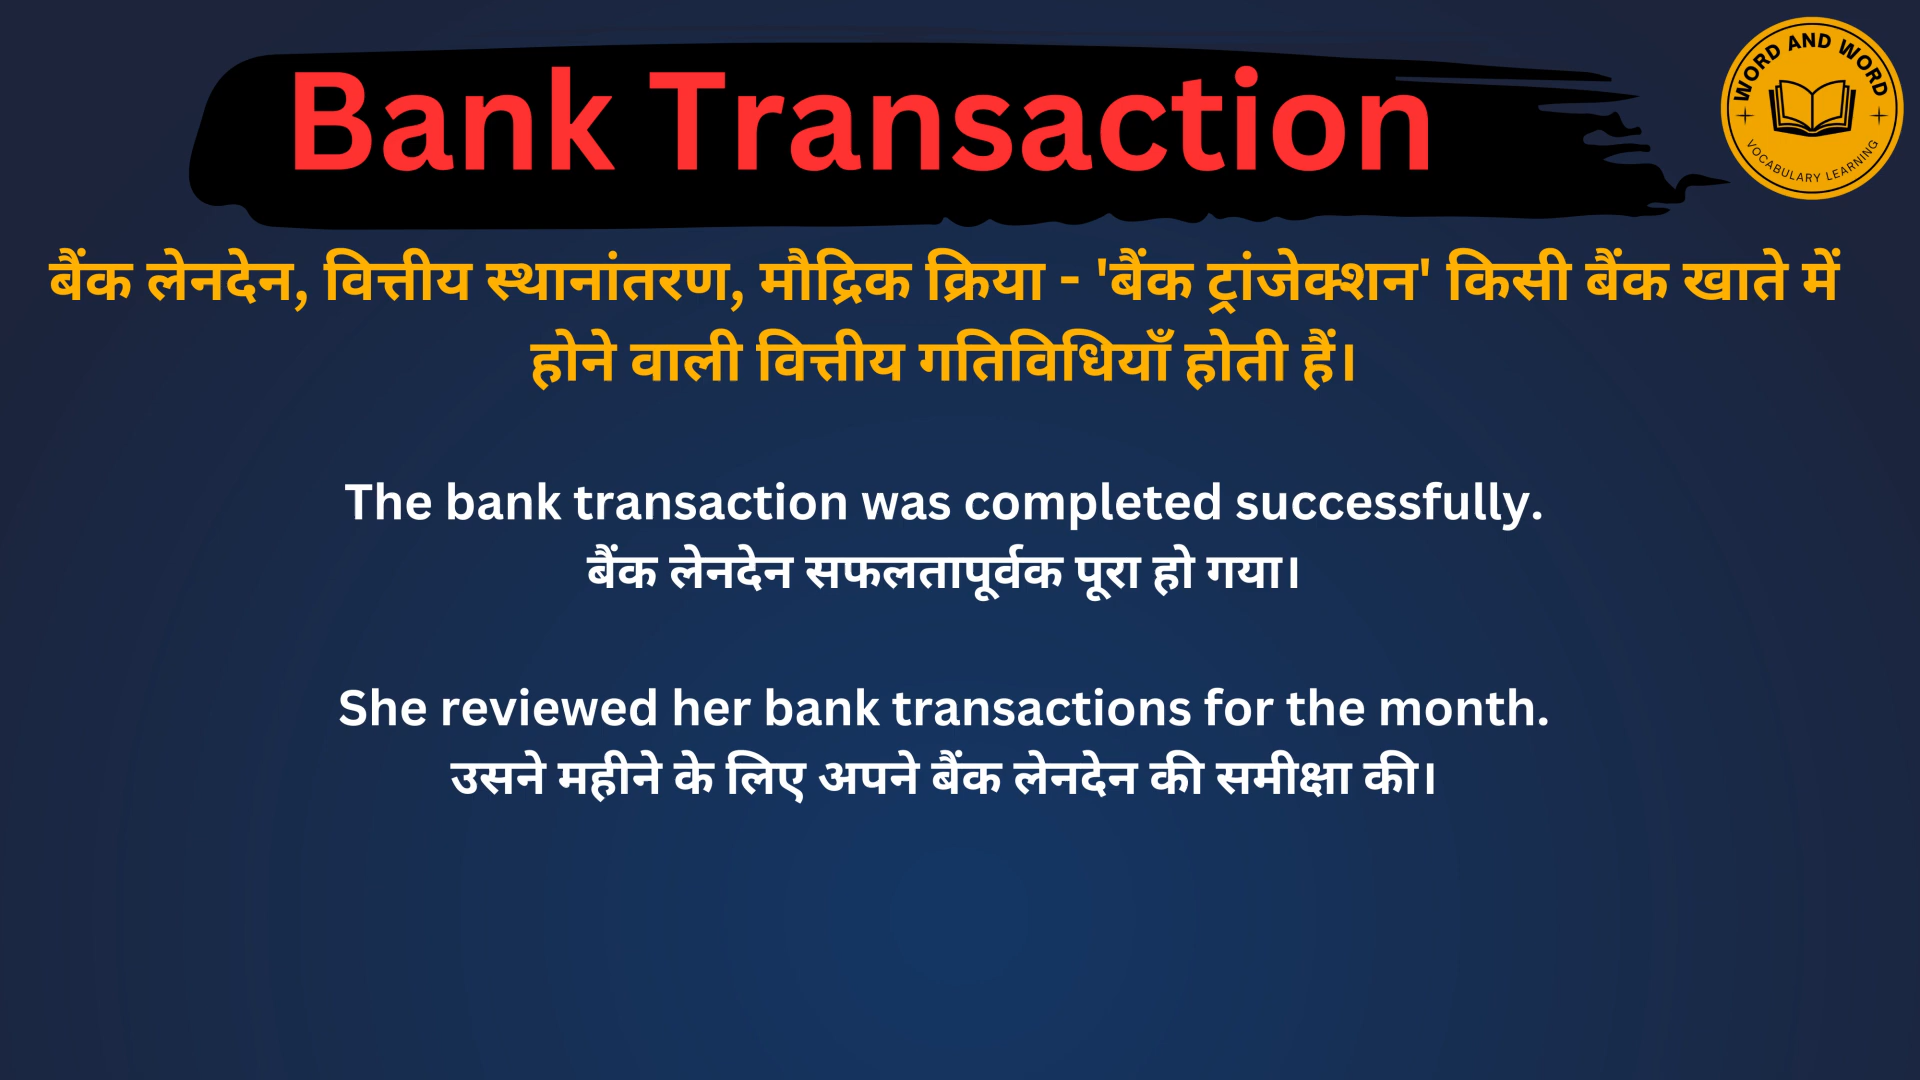 Bank Transaction
WORD AND WORD
VOCABULARY LEARNING
बैंक लेनदेन, वित्तीय स्थानांतरण, मौद्रिक क्रिया - 'बैंक ट्रांजेक्शन' किसी बैंक खाते में
होने वाली वित्तीय गतिविधियाँ होती हैं।
The bank transaction was completed successfully.
बैंक लेनदेन सफलतापूर्वक पूरा हो गया।
She reviewed her bank transactions for the month.
उसने महीने के लिए अपने बैंक लेनदेन की समीक्षा की।